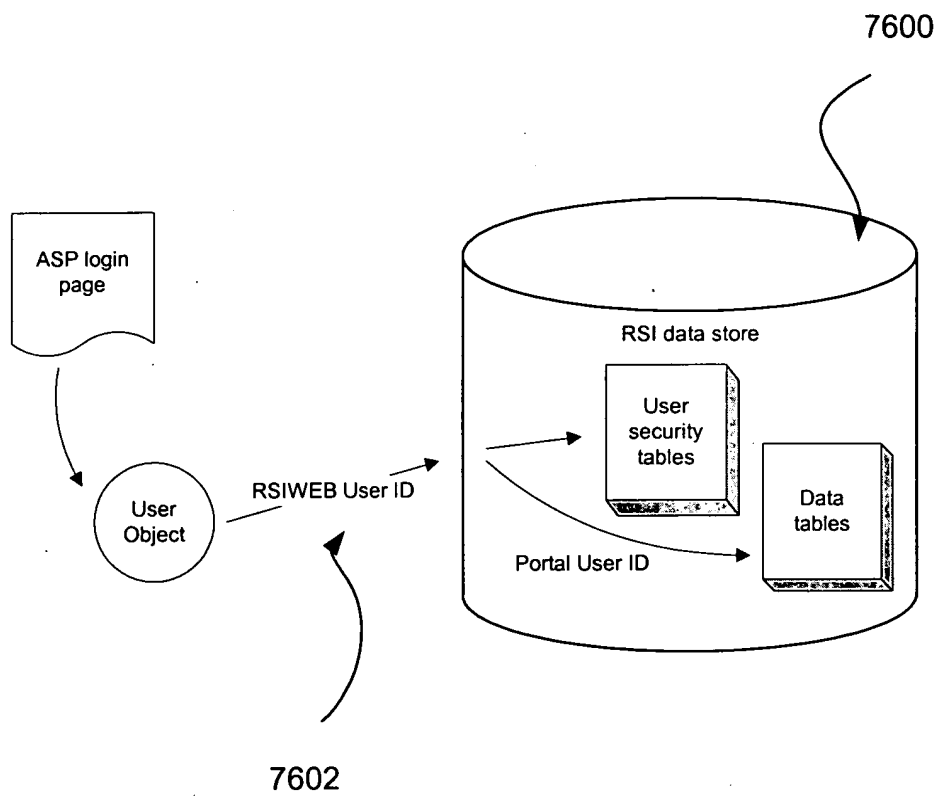 7600
ASP login
page
RSI data store
User
security
tables
RSIWEB User ID
User
Object
Data
tables
Portal User ID
7602